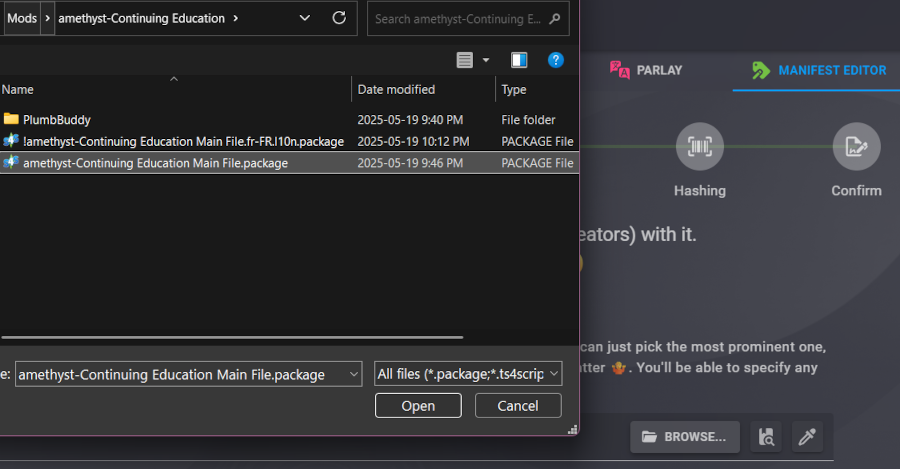 Mods > amethyst-Continuing Education >
Search amethyst-Continuing E...
PARLAY
MANIFEST EDITOR
Name
Date modified
Type
PlumbBuddy
2025-05-19 9:40 PM
File folder
!amethyst-Continuing Education Main File.fr-FR.l10n.package
2025-05-19 10:12 PM
PACKAGE File
amethyst-Continuing Education Main File.package
2025-05-19 9:46 PM
PACKAGE File
Hashing
Confirm
eators) with it.
can just pick the most prominent one,
tter 🤷. You'll be able to specify any
e:
amethyst-Continuing Education Main File.package
All files (*.package;*.ts4scrip
Open
Cancel
BROWSE...